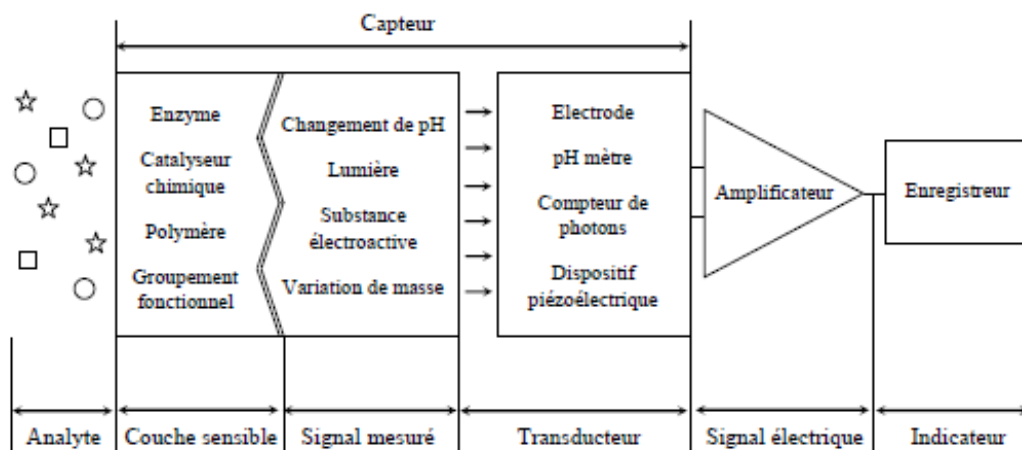 Capteur
Enzyme
Catalyseur
chimique
Polymère
Groupement
fonctionnel
Changement de pH
Lumière
Substance
électroactive
Variation de masse
Electrode
pH mètre
Compteur de
photons
Dispositif
piézoélectrique
Amplificateur
Enregistreur
Analyte
Couche sensible
Signal mesuré
Transducteur
Signal électrique
Indicateur